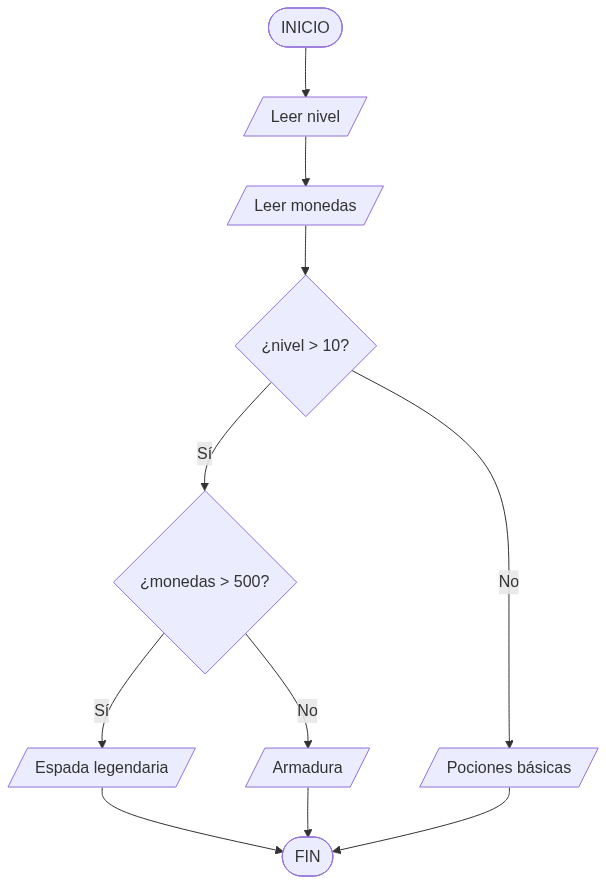 INICIO
Leer nivel
Leer monedas
¿nivel > 10?
Sí
¿monedas > 500?
No
Sí
No
Espada legendaria
Armadura
Pociones básicas
FIN